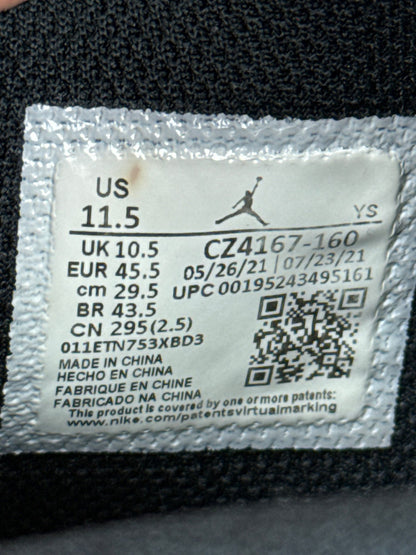 US
11.5
YS
UK 10.5
CZ4167-160
EUR 45.5
05/26/21 | 07/23/21
cm 29.5
UPC 00195243495161
BR 43.5
CN 295(2.5)
011ETN753XBD3
MADE IN CHINA
HECHO EN CHINA
FABRIQUE EN CHINE
FABRICADO NA CHINA
This product is covered by one or more patents:
www.nike.com/patentsvirtualmarking